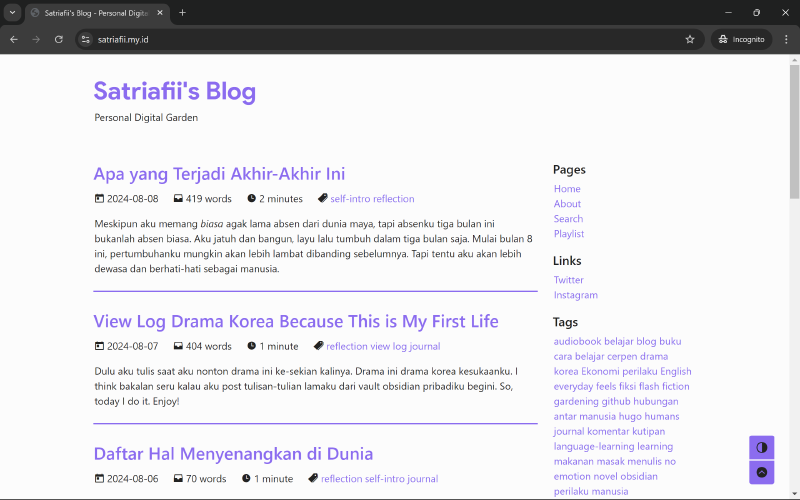 Satriafii's Blog - Personal Digital
satriafii.my.id
Incognito
Satriafii's Blog
Personal Digital Garden
Apa yang Terjadi Akhir-Akhir Ini
2024-08-08 419 words 2 minutes self-intro reflection
Meskipun aku memang biasa agak lama absen dari dunia maya, tapi absenku tiga bulan ini
bukanlah absen biasa. Aku jatuh dan bangun, layu lalu tumbuh dalam tiga bulan saja. Mulai bulan 8
ini, pertumbuhanku mungkin akan lebih lambat dibanding sebelumnya. Tapi tentu aku akan lebih
dewasa dan berhati-hati sebagai manusia.
View Log Drama Korea Because This is My First Life
2024-08-07 404 words 1 minute reflection view log journal
Dulu aku tulis saat aku nonton drama ini ke-sekian kalinya. Drama ini drama korea kesukaanku. I
think bakalan seru kalau aku post tulisan-tulian lamaku dari vault obsidian pribadiku begini. So,
today I do it. Enjoy!
Daftar Hal Menyenangkan di Dunia
2024-08-06 70 words 1 minute reflection self-intro journal
Pages
Home
About
Search
Playlist
Links
Twitter
Instagram
Tags
audiobook belajar blog buku
cara belajar cerpen drama
korea Ekonomi perilaku English
everyday feels fiksi flash fiction
gardening github hubungan
antar manusia hugo humans
journal komentar kutipan
language-learning learning
makanan masak menulis no
emotion novel obsidian
perilaku manusia